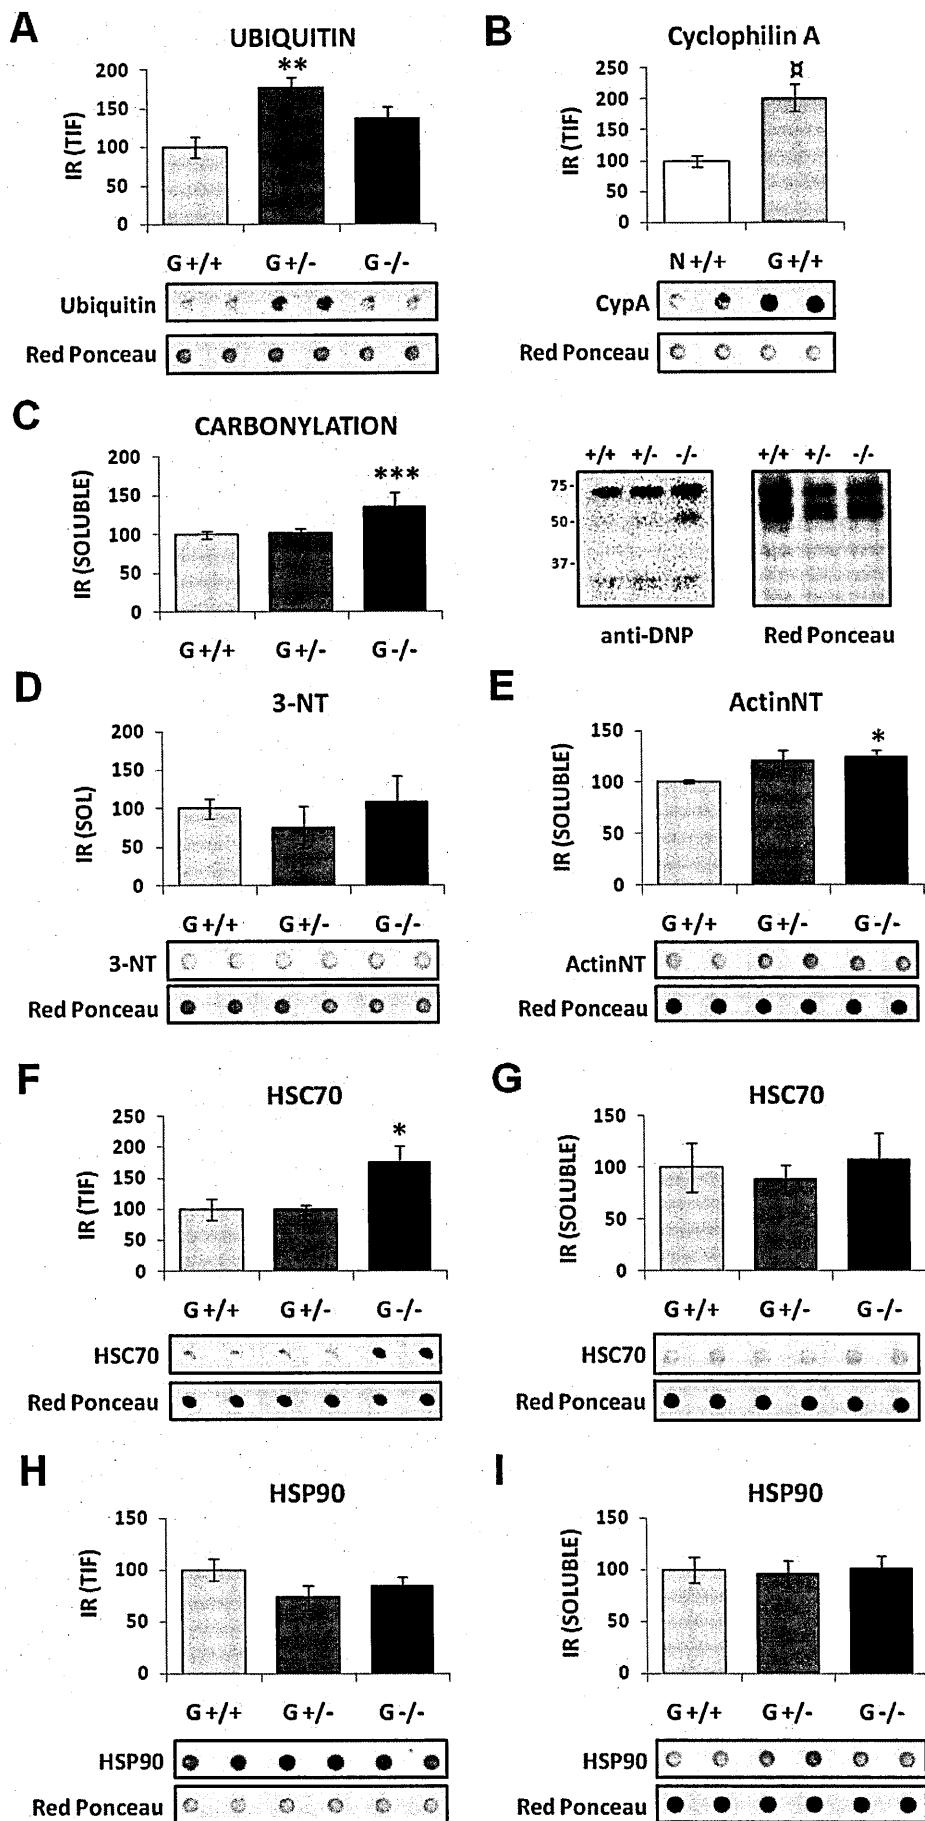 A
UBIQUITIN
**
200
150
100
50
0
IR (TIF)
G +/+ G +/- G -/-
Ubiquitin
Red Ponceau
B
Cyclophilin A
¤
250
200
150
100
50
0
IR (TIF)
N +/+ G +/+
CypA
Red Ponceau
C
CARBONYLATION
***
200
150
100
50
0
IR (SOLUBLE)
G +/+ G +/- G -/-
+/+ +/- -/-
75-
50-
37-
anti-DNP
+/+ +/- -/-
Red Ponceau
D
3-NT
200
150
100
50
0
IR (SOL)
G +/+ G +/- G -/-
3-NT
Red Ponceau
E
ActinNT
*
150
100
50
0
IR (SOLUBLE)
G +/+ G +/- G -/-
ActinNT
Red Ponceau
F
HSC70
*
250
200
150
100
50
0
IR (TIF)
G +/+ G +/- G -/-
HSC70
Red Ponceau
G
HSC70
150
100
50
0
IR (SOLUBLE)
G +/+ G +/- G -/-
HSC70
Red Ponceau
H
HSP90
150
100
50
0
IR (TIF)
G +/+ G +/- G -/-
HSP90
Red Ponceau
I
HSP90
150
100
50
0
IR (SOLUBLE)
G +/+ G +/- G -/-
HSP90
Red Ponceau